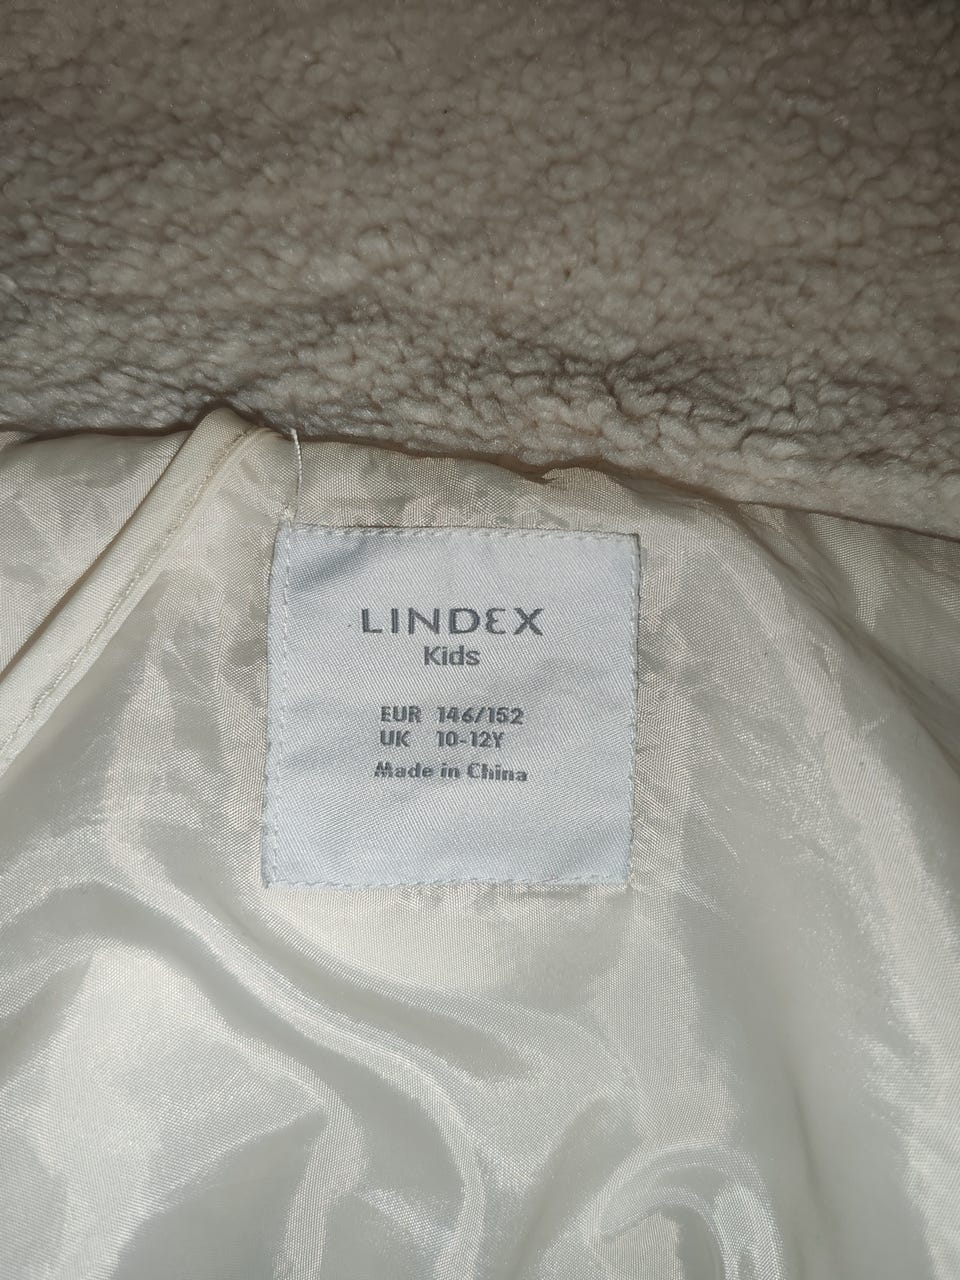 LINDEX
Kids
EUR 146/152
UK 10-12Y
Made in China